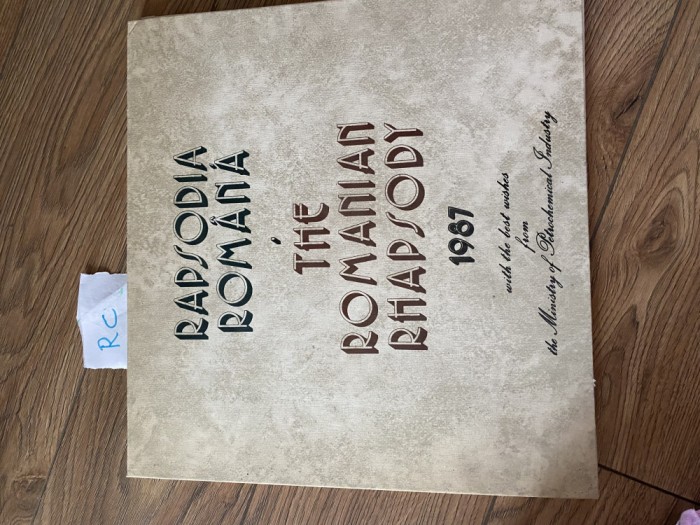 RAPSODIA
ROMÂNĂ
THE
ROMANIAN
RHAPSODY
1987
with the best wishes
from
the Ministry of Petrochemical Industry
RC